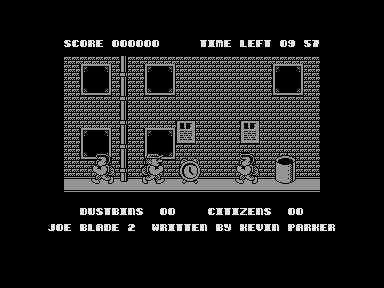 SCORE 000000 TIME LEFT 09 57
DUSTBINS 00 CITIZENS 00
JOE BLADE 2 WRITTEN BY KEVIN PARKER